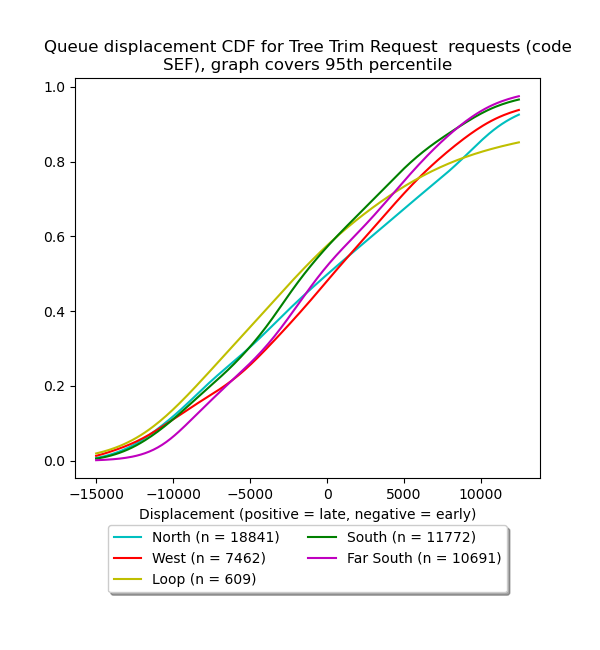 Queue displacement CDF for Tree Trim Request  requests (code
SEF), graph covers 95th percentile
1.0
0.8
0.6
0.4
0.2
0.0
−15000 −10000 −5000 0 5000 10000
Displacement (positive = late, negative = early)
North (n = 18841)
West (n = 7462)
Loop (n = 609)
South (n = 11772)
Far South (n = 10691)